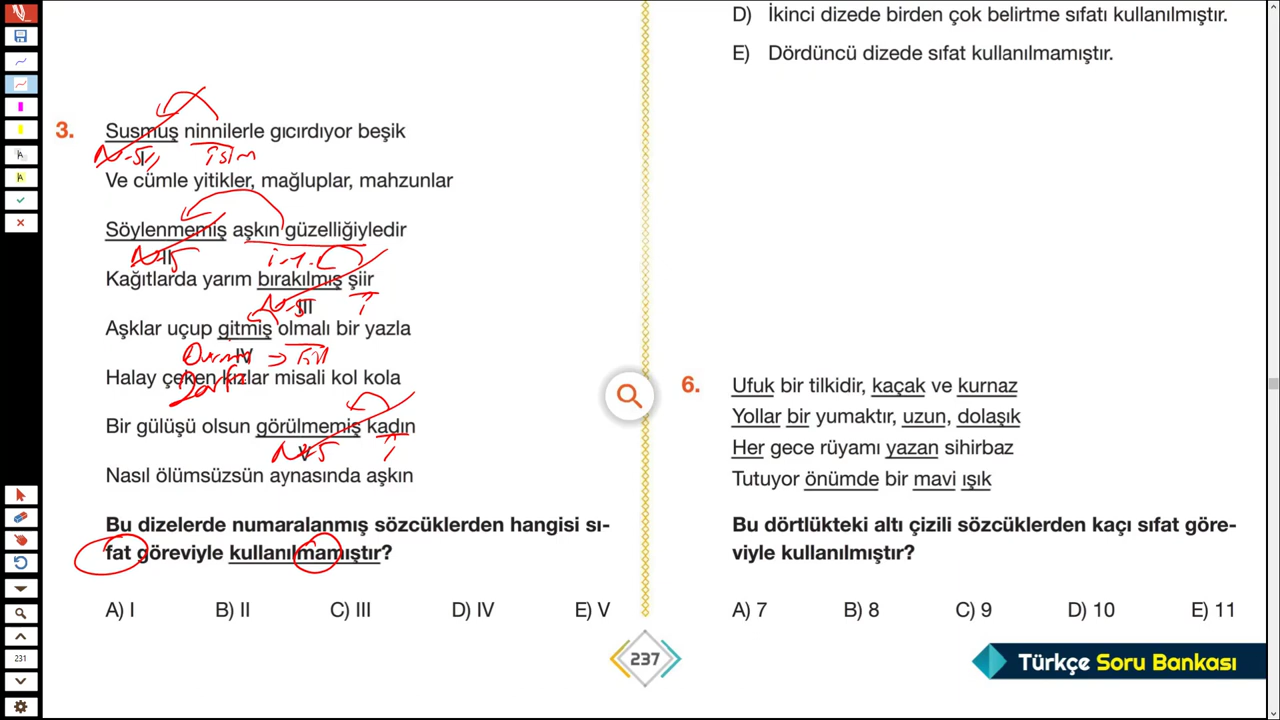 D) İkinci dizede birden çok belirtme sıfatı kullanılmıştır.
E) Dördüncü dizede sıfat kullanılmamıştır.
3. Susmuş ninnilerle gıcırdıyor beşik
I
isim
Ve cümle yitikler, mağluplar, mahzunlar
Söylenmemiş aşkın güzelliğiyledir
II
Kağıtlarda yarım bırakılmış şiir
III
Aşklar uçup gitmiş olmalı bir yazla
IV
Halay çeken kızlar misali kol kola
Bir gülüşü olsun görülmemiş kadın
V
Nasıl ölümsüzsün aynasında aşkın
Bu dizelerde numaralanmış sözcüklerden hangisi sı-
fat göreviyle kullanılmamıştır?
A) I B) II C) III D) IV E) V
6. Ufuk bir tilkidir, kaçak ve kurnaz
Yollar bir yumaktır, uzun, dolaşık
Her gece rüyamı yazan sihirbaz
Tutuyor önümde bir mavi ışık
Bu dörtlükteki altı çizili sözcüklerden kaçı sıfat göre-
viyle kullanılmıştır?
A) 7 B) 8 C) 9 D) 10 E) 11
237
Türkçe Soru Bankası
231